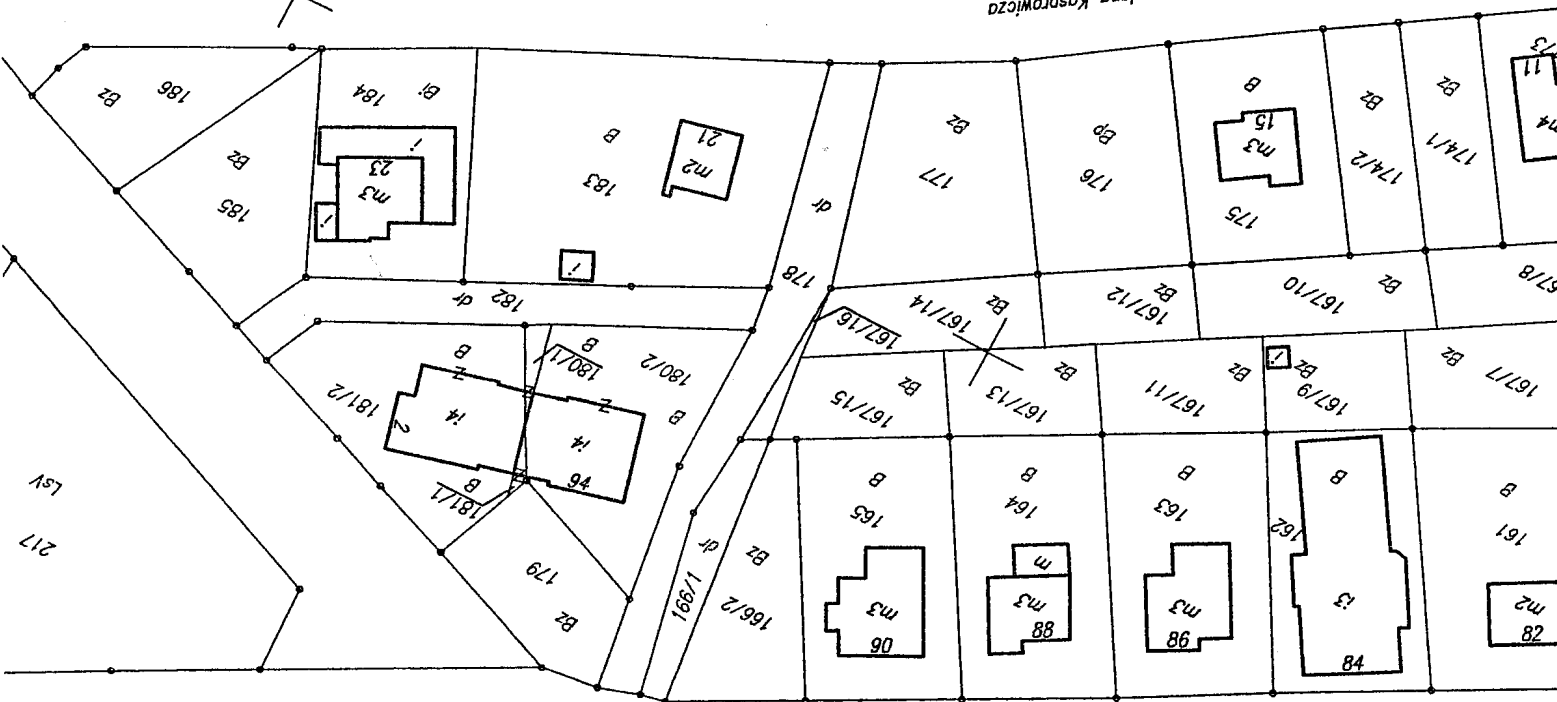 Jana Kasprowicza
186
Bz
184
Bi
i
23
m3
i
Bz
185
B
183
21
m2
i
dr
178
Bz
177
Bp
176
B
15
m3
175
Bz
174/2
Bz
174/1
11
m4
182
dr
167/16
167/14
Bz
167/12
Bz
167/10
Bz
167/8
B
Z
181/2
i4
2
180/1
B
180/2
B
Z
i4
94
181/1
B
167/15
Bz
167/13
Bz
167/11
Bz
i
167/9
Bz
167/7
Bz
LsV
217
179
Bz
166/1
dr
Bz
166/2
B
165
m3
90
B
164
m
m3
88
B
163
m3
86
162
B
i3
84
B
161
m2
82